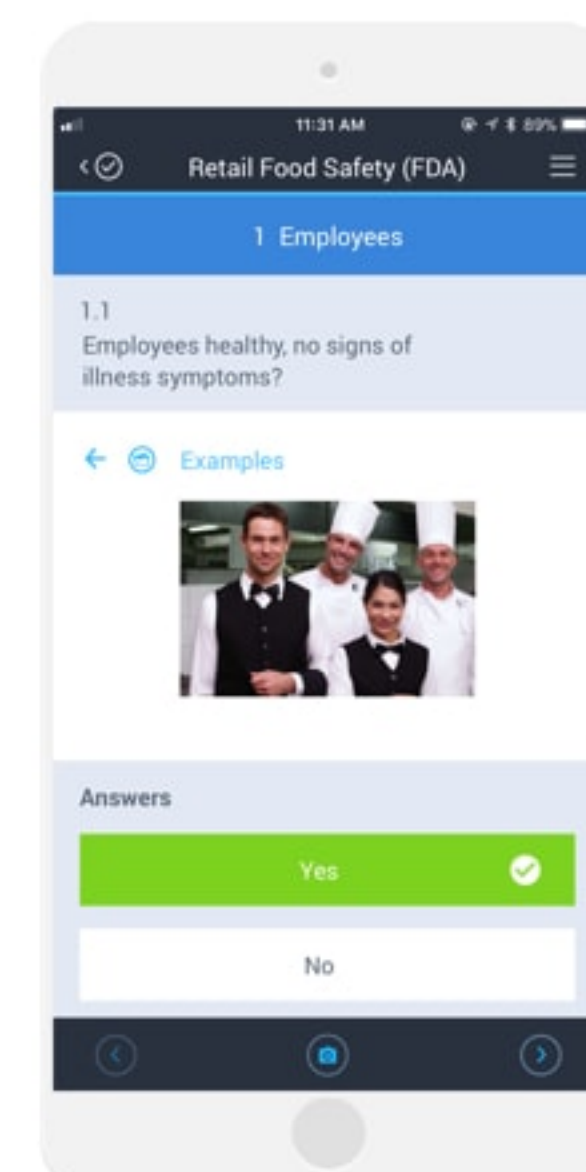 11:31 AM
89%
Retail Food Safety (FDA)
1 Employees
1.1
Employees healthy, no signs of
illness symptoms?
Examples
Answers
Yes
No